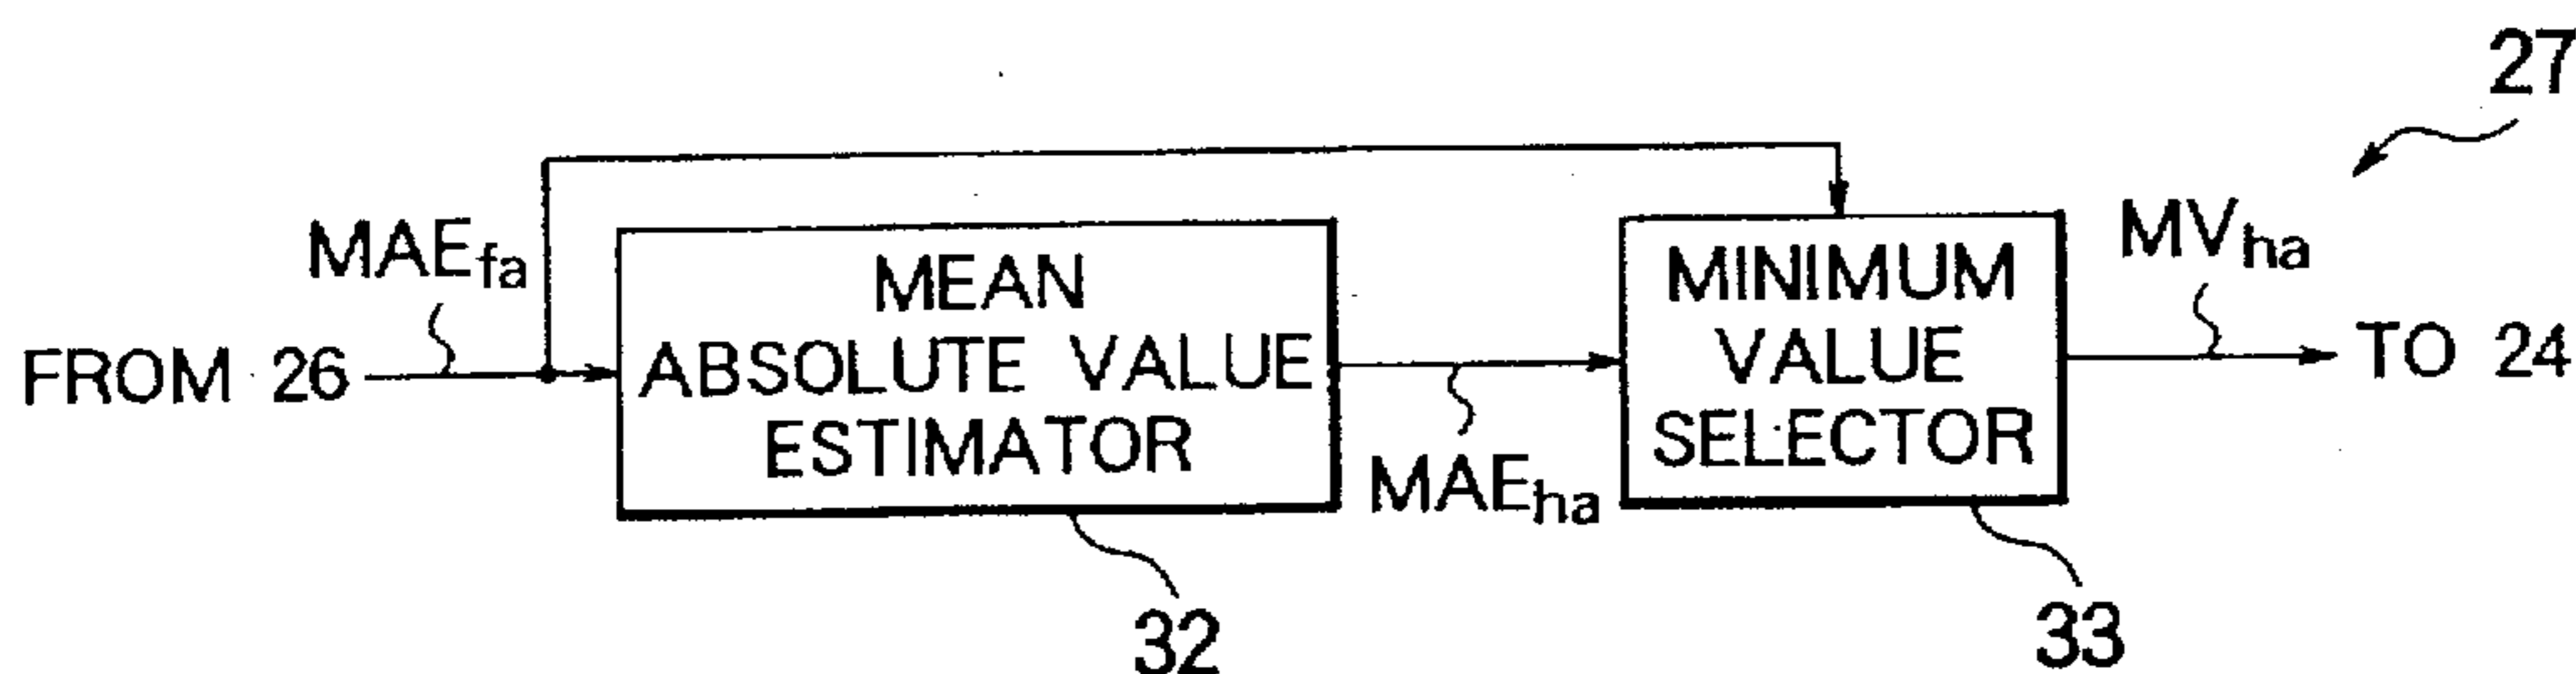 27
MAEfa
MVha
FROM 26
MEAN
ABSOLUTE VALUE
ESTIMATOR
MINIMUM
VALUE
SELECTOR
TO 24
MAEha
32
33